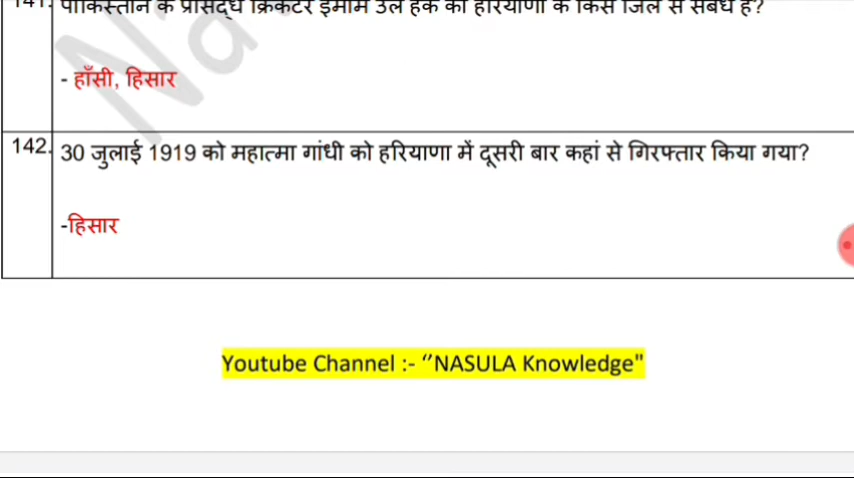 141. पाकिस्तान के प्रसिद्ध क्रिकेटर इमाम उल हक का हरियाणा के किस जिले से संबंध है?
- हाँसी, हिसार
142. 30 जुलाई 1919 को महात्मा गांधी को हरियाणा में दूसरी बार कहां से गिरफ्तार किया गया?
-हिसार
Youtube Channel :- “NASULA Knowledge"